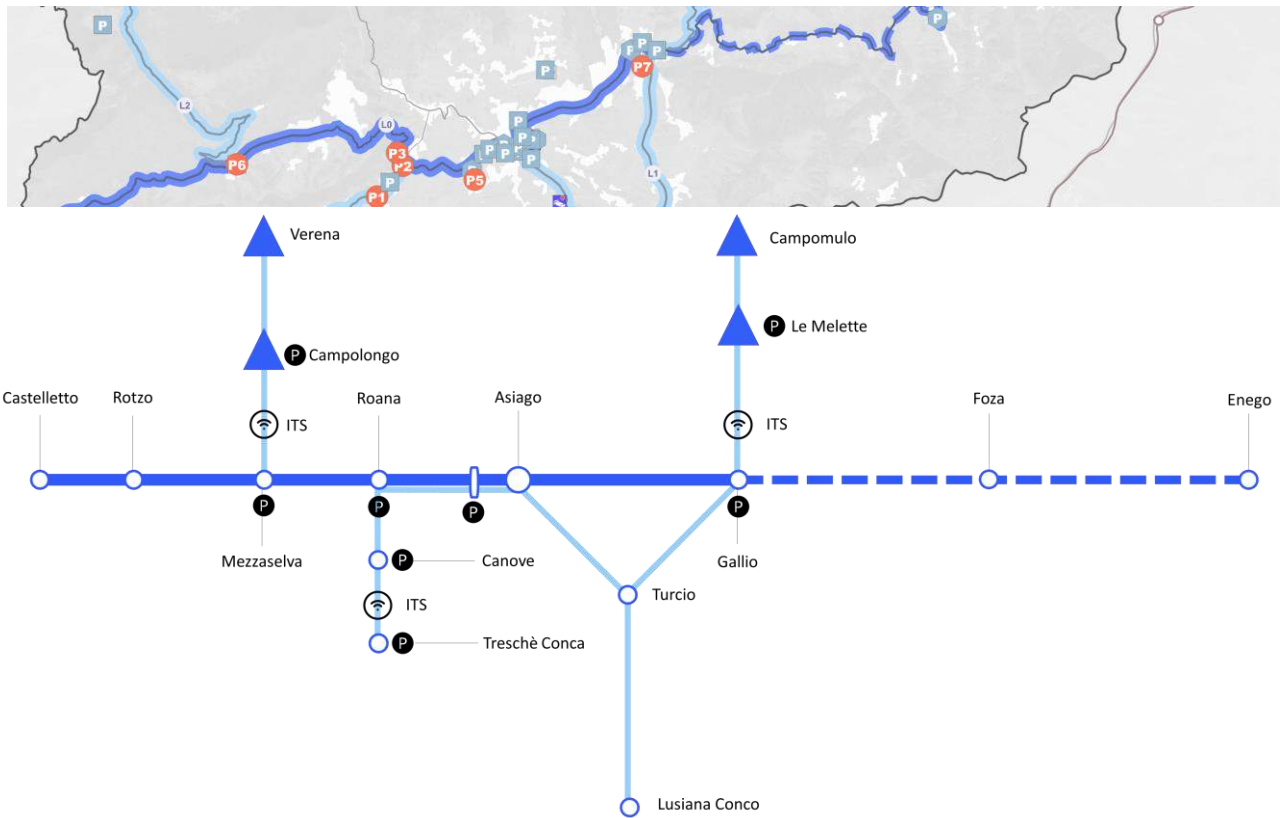 P
P
P
P
P
P
P7
P
L2
L0
P
P
P
P
P
P
P
P3
P2
P6
P5
P
P1
L1
Verena
Campomulo
P Le Melette
P Campolongo
Castelletto
Rotzo
Roana
Asiago
Foza
Enego
ITS
ITS
P
P
P
P
Mezzaselva
P
Canove
Gallio
Turcio
ITS
P
Treschè Conca
Lusiana Conco